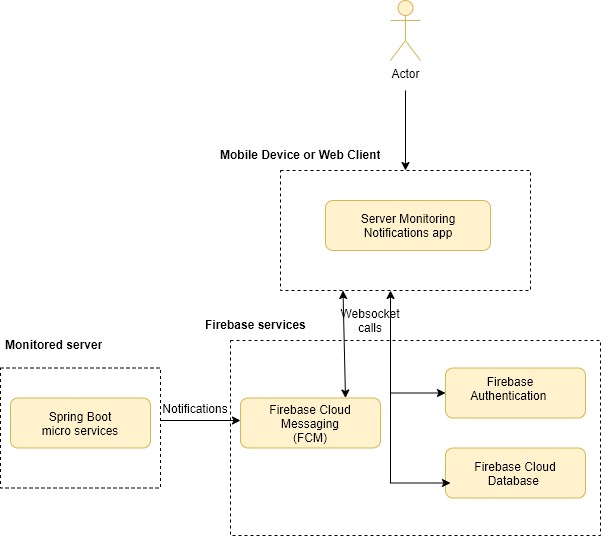 Actor
Mobile Device or Web Client
Server Monitoring
Notifications app
Websocket
calls
Firebase services
Monitored server
Spring Boot
micro services
Notifications
Firebase Cloud
Messaging
(FCM)
Firebase
Authentication
Firebase Cloud
Database